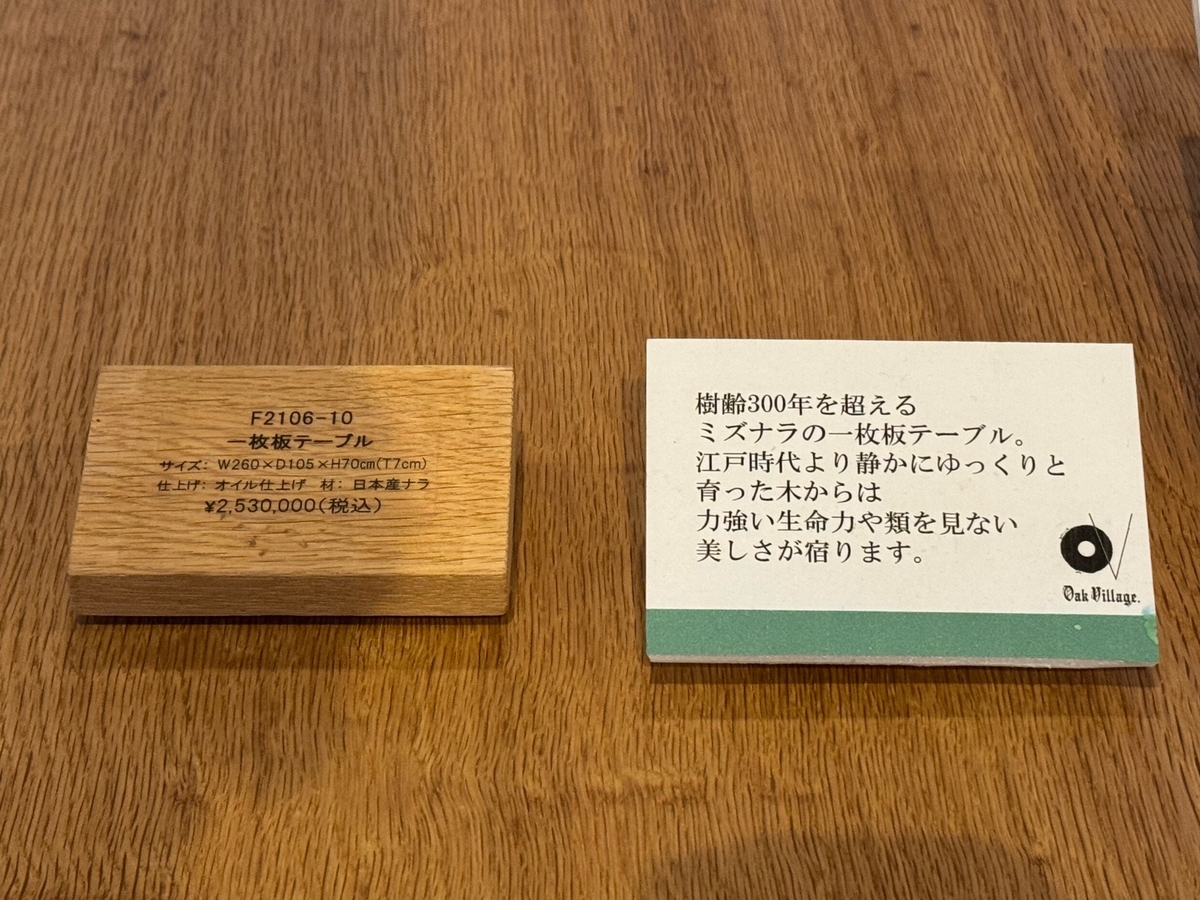 F2106-10
一枚板テーブル
サイズ: W260×D105×H70㎝(T7cm)
仕上げ: オイル仕上げ 材: 日本産ナラ
¥2,530,000(税込)
樹齢300年を超える
ミズナラの一枚板テーブル。
江戸時代より静かにゆっくりと
育った木からは
力強い生命力や類を見ない
美しさが宿ります。
Oak Village.